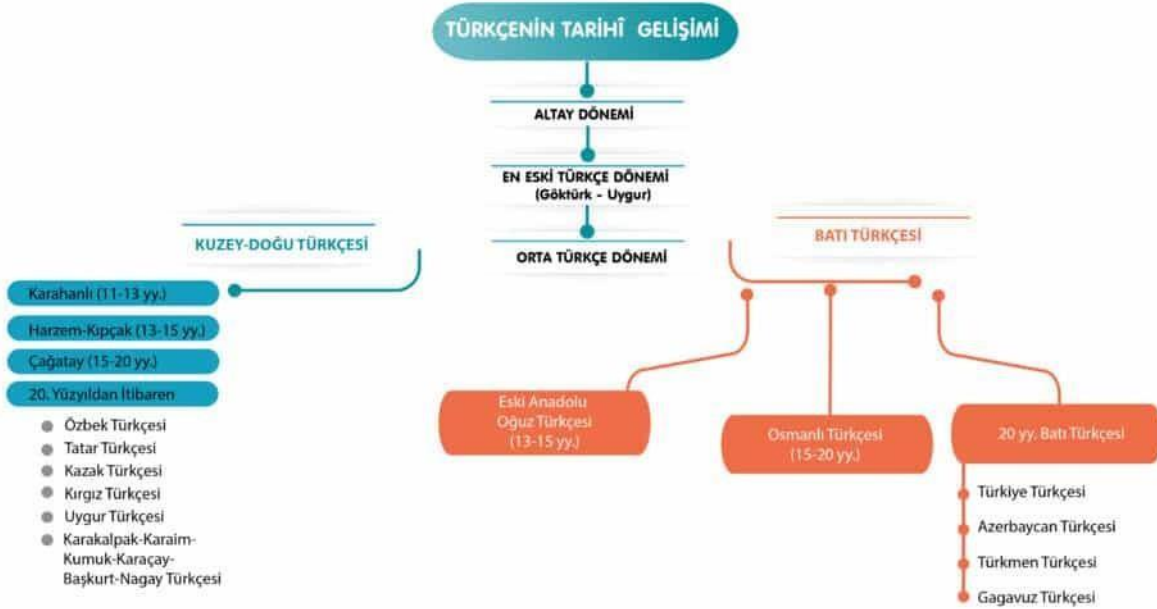 TÜRKÇENİN TARİHÎ GELİŞİMİ
ALTAY DÖNEMİ
EN ESKİ TÜRKÇE DÖNEMİ
(Göktürk - Uygur)
ORTA TÜRKÇE DÖNEMİ
KUZEY-DOĞU TÜRKÇESİ
Karahanlı (11-13 yy.)
Harzem-Kıpçak (13-15 yy.)
Çağatay (15-20 yy.)
20. Yüzyıldan İtibaren
Özbek Türkçesi
Tatar Türkçesi
Kazak Türkçesi
Kırgız Türkçesi
Uygur Türkçesi
Karakalpak-Karaim-
Kumuk-Karaçay-
Başkurt-Nagay Türkçesi
BATI TÜRKÇESİ
Eski Anadolu
Oğuz Türkçesi
(13-15 yy.)
Osmanlı Türkçesi
(15-20 yy.)
20 yy. Batı Türkçesi
Türkiye Türkçesi
Azerbaycan Türkçesi
Türkmen Türkçesi
Gagavuz Türkçesi